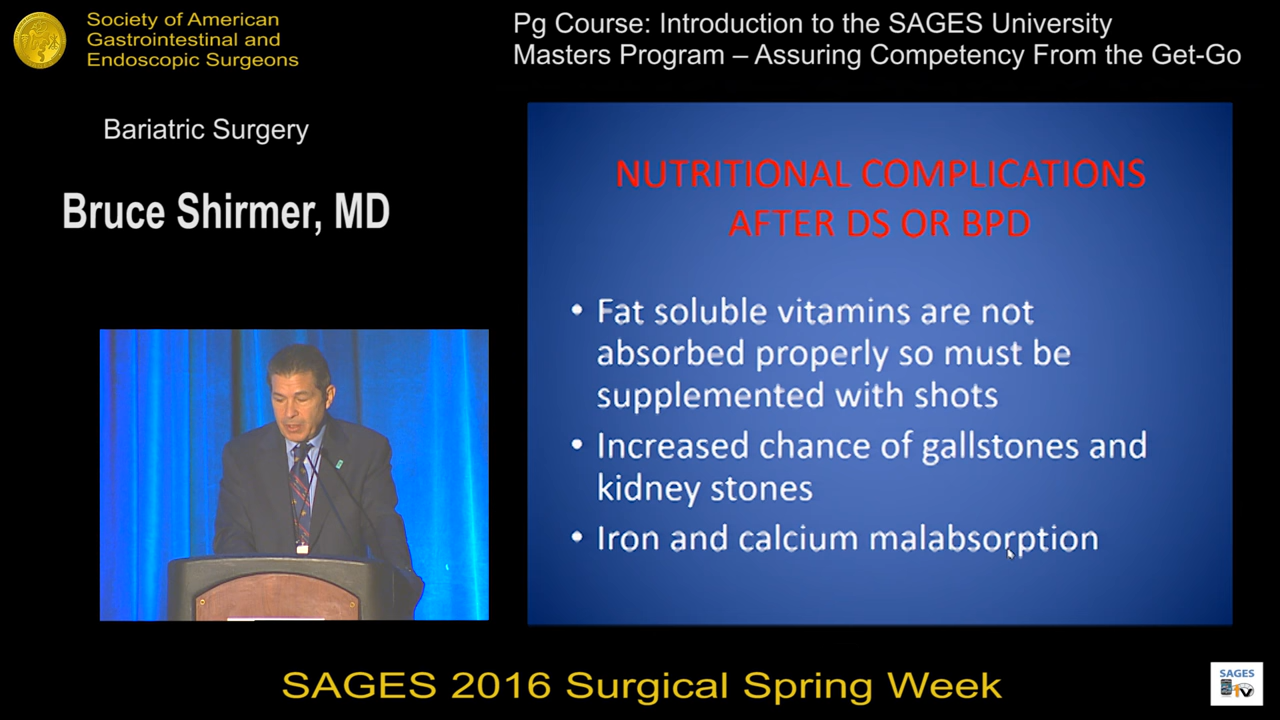 Society of American
Gastrointestinal and
Endoscopic Surgeons
Pg Course: Introduction to the SAGES University
Masters Program – Assuring Competency From the Get-Go
Bariatric Surgery
Bruce Shirmer, MD
NUTRITIONAL COMPLICATIONS
AFTER DS OR BPD
• Fat soluble vitamins are not
absorbed properly so must be
supplemented with shots
• Increased chance of gallstones and
kidney stones
• Iron and calcium malabsorption
SAGES 2016 Surgical Spring Week
SAGES
TV